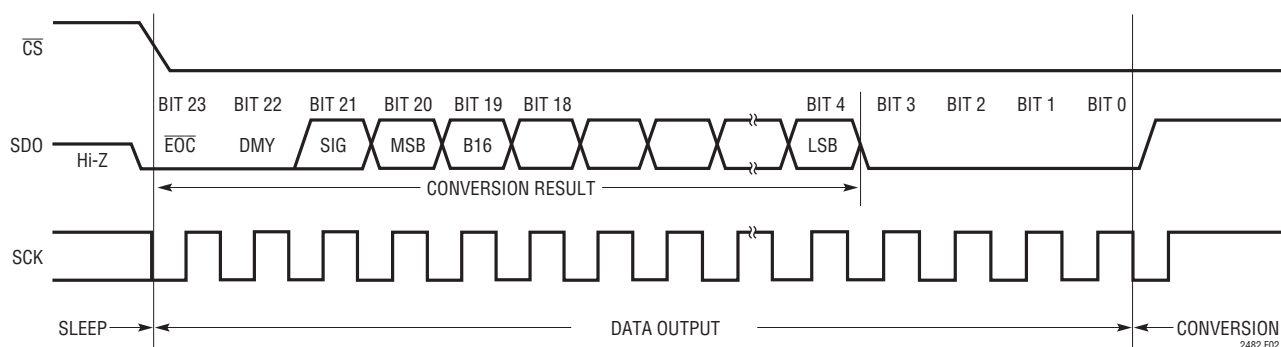 CS
BIT 23 BIT 22 BIT 21 BIT 20 BIT 19 BIT 18 BIT 4 BIT 3 BIT 2 BIT 1 BIT 0
SDO Hi-Z EOC DMY SIG MSB B16 LSB
CONVERSION RESULT
SCK
SLEEP DATA OUTPUT CONVERSION
2482 F02